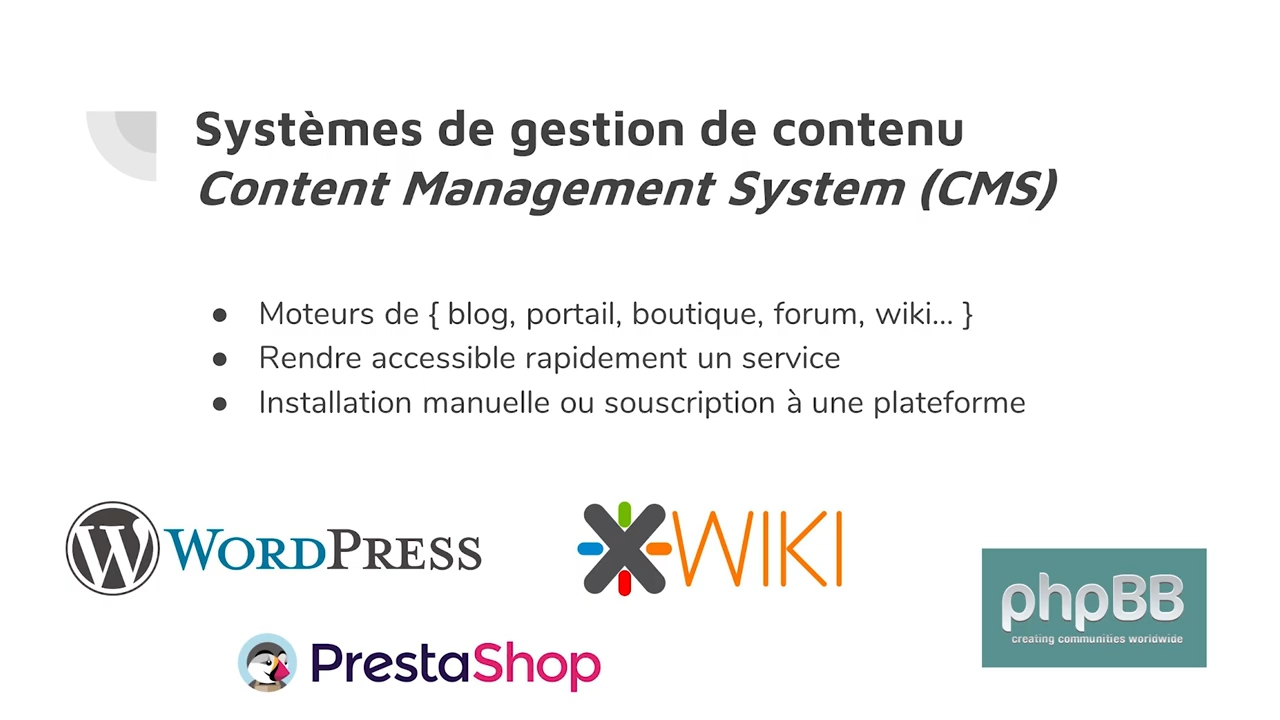 Systèmes de gestion de contenu
Content Management System (CMS)
● Moteurs de { blog, portail, boutique, forum, wiki... }
● Rendre accessible rapidement un service
● Installation manuelle ou souscription à une plateforme
W WORDPRESS
XWIKI
phpBB
creating communities worldwide
PrestaShop